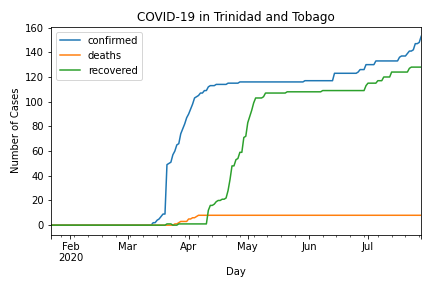 COVID-19 in Trinidad and Tobago
confirmed
deaths
recovered
Number of Cases
160
140
120
100
80
60
40
20
0
Feb Mar Apr May Jun Jul
2020
Day